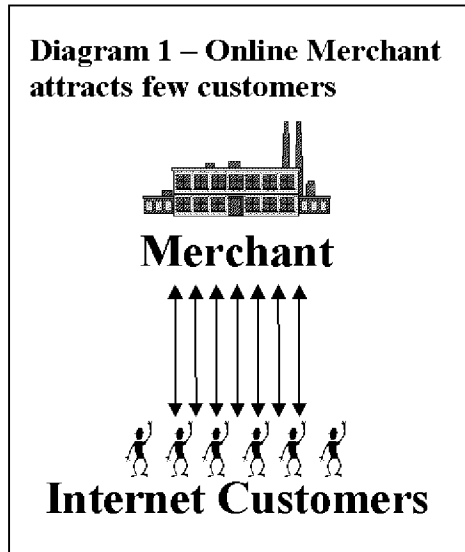 Diagram 1 – Online Merchant
attracts few customers
Merchant
Internet Customers